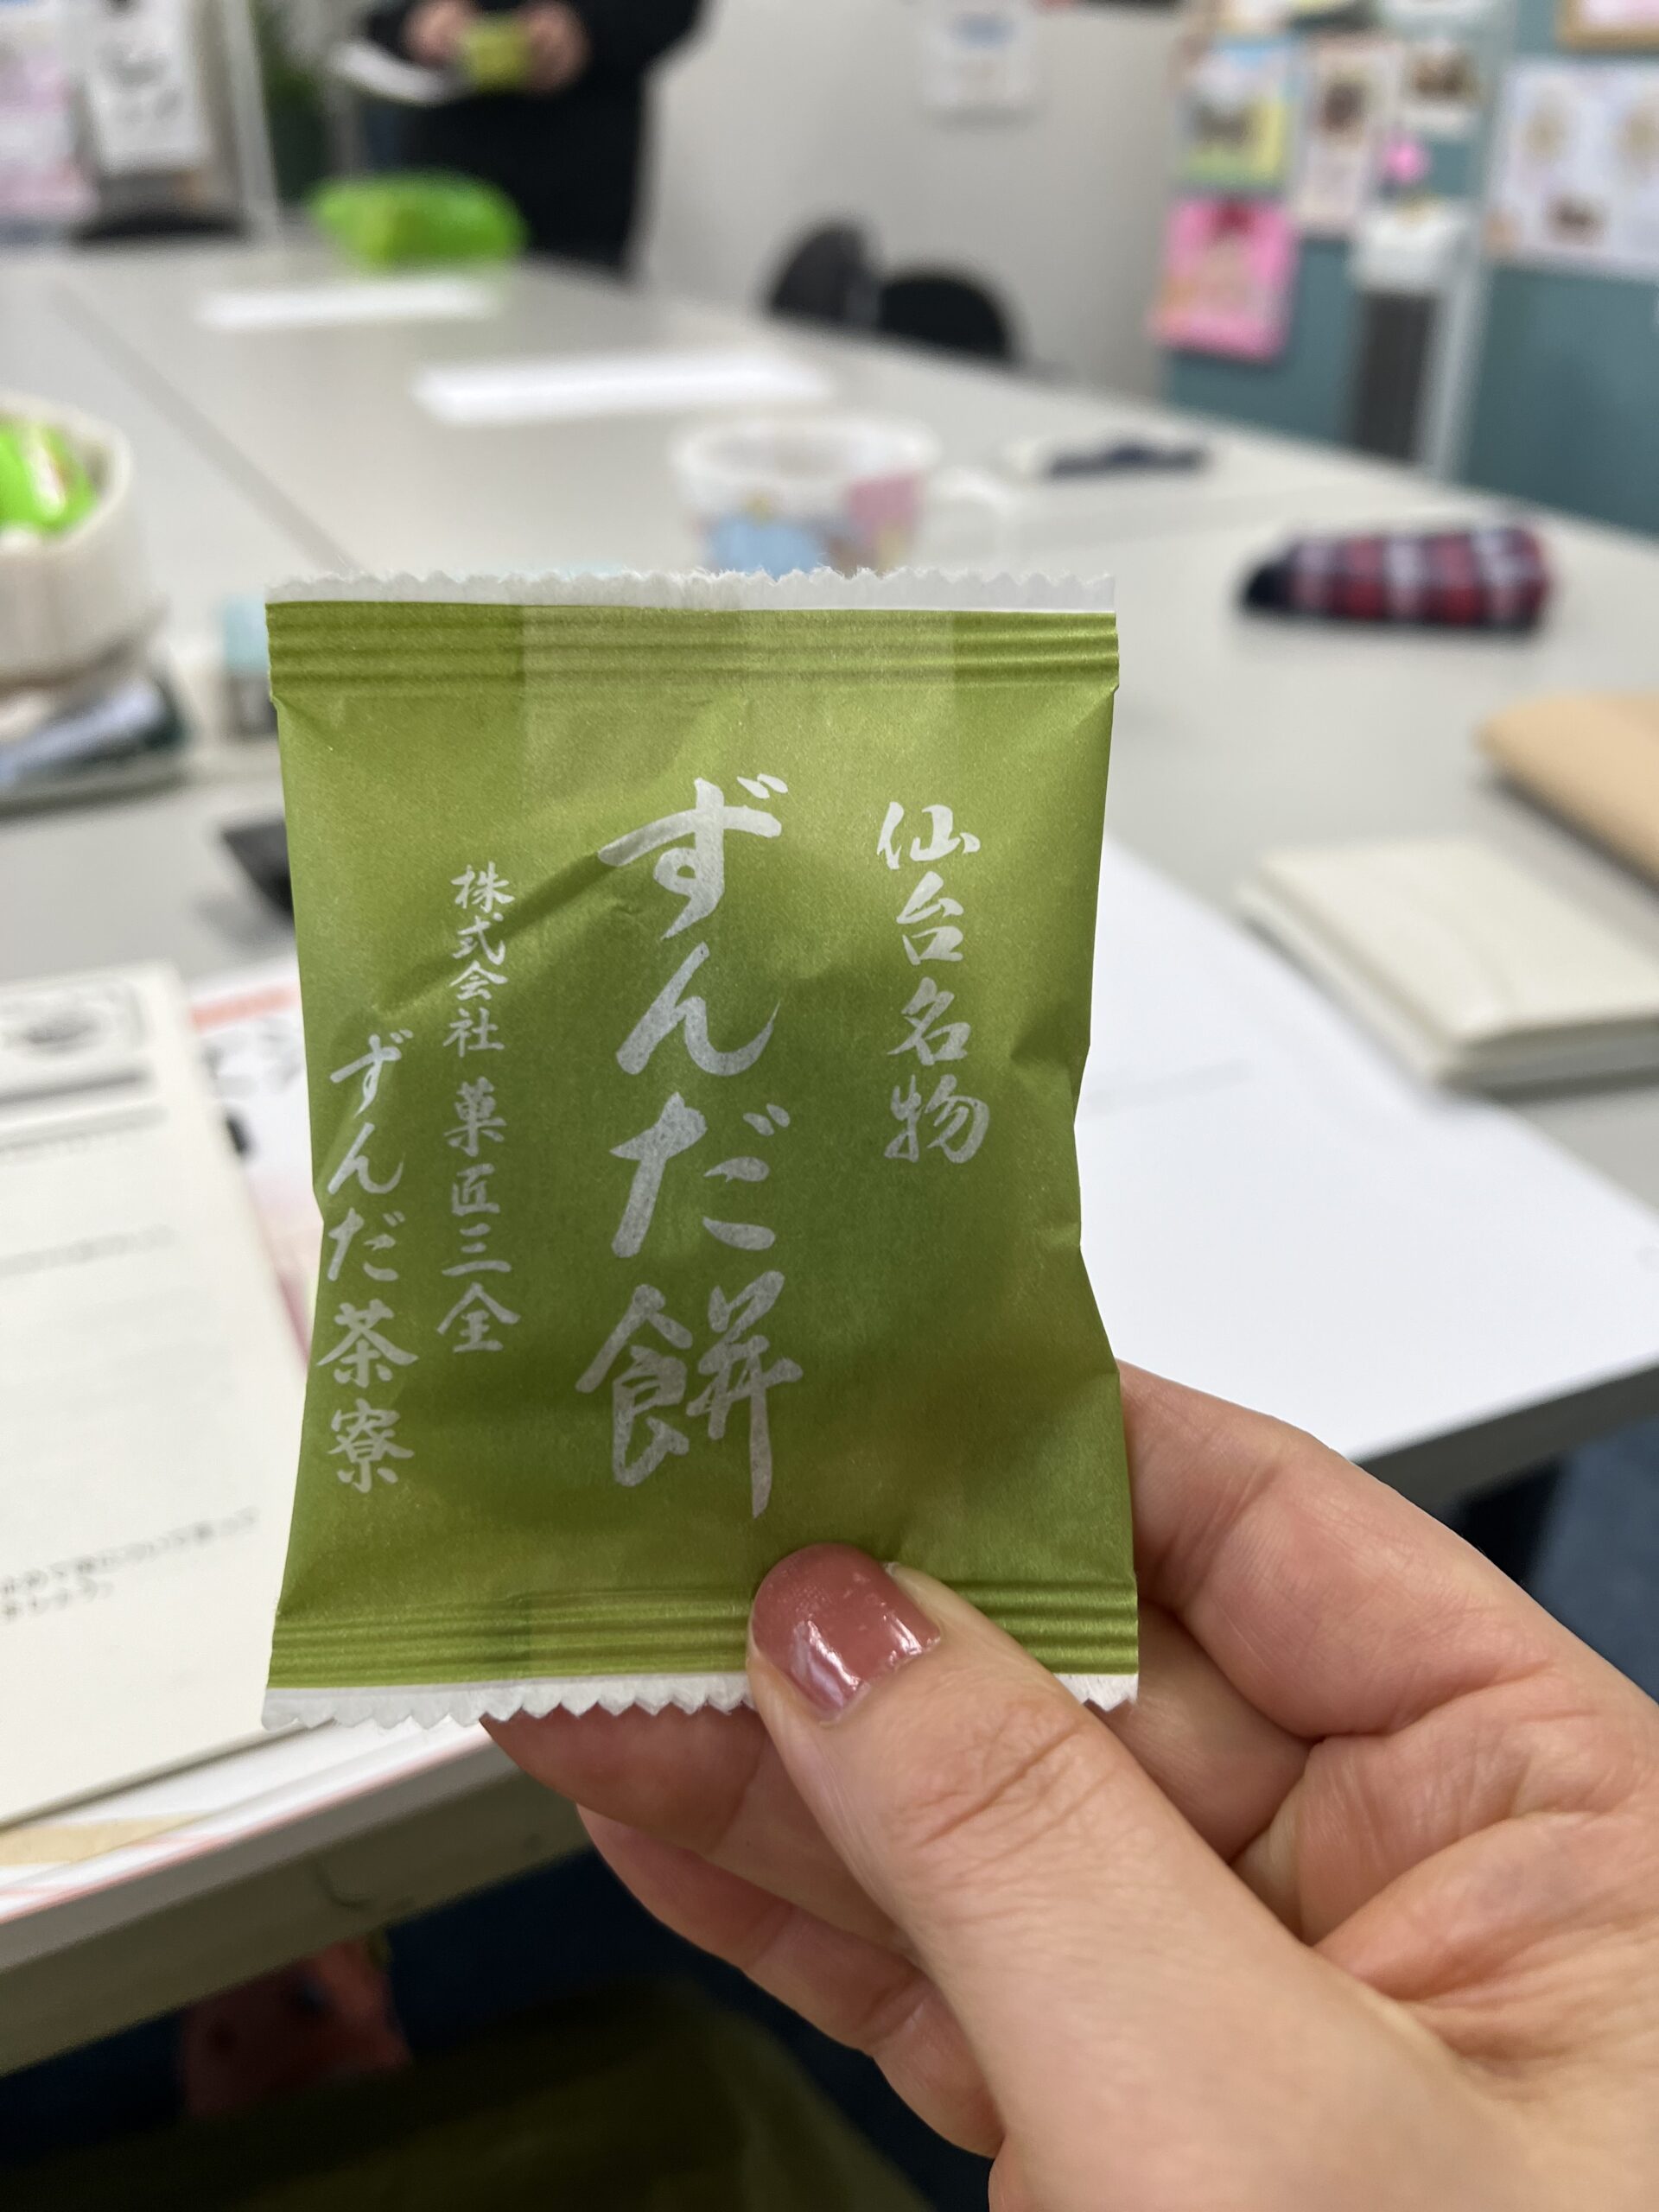 仙台名物
ずんだ餅
株式会社 菓匠三全
ずんだ茶寮